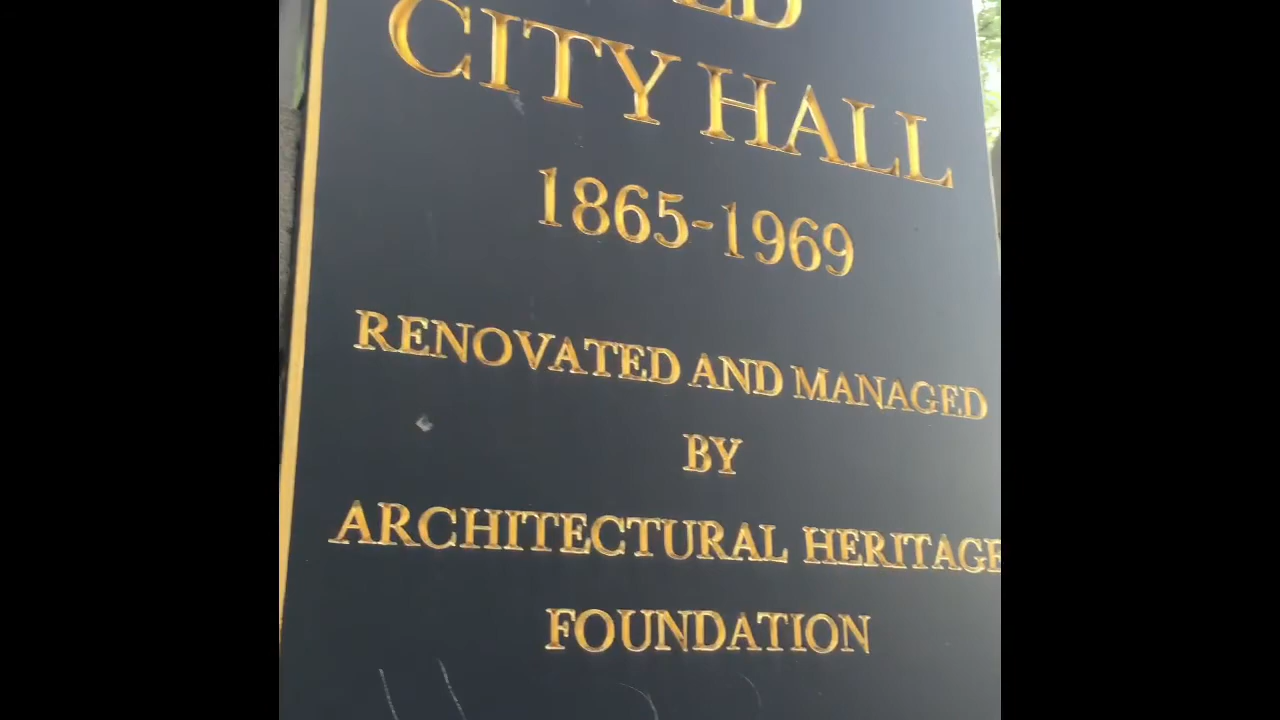 CITY HALL
1865-1969
RENOVATED AND MANAGED
BY
ARCHITECTURAL HERITAGE
FOUNDATION